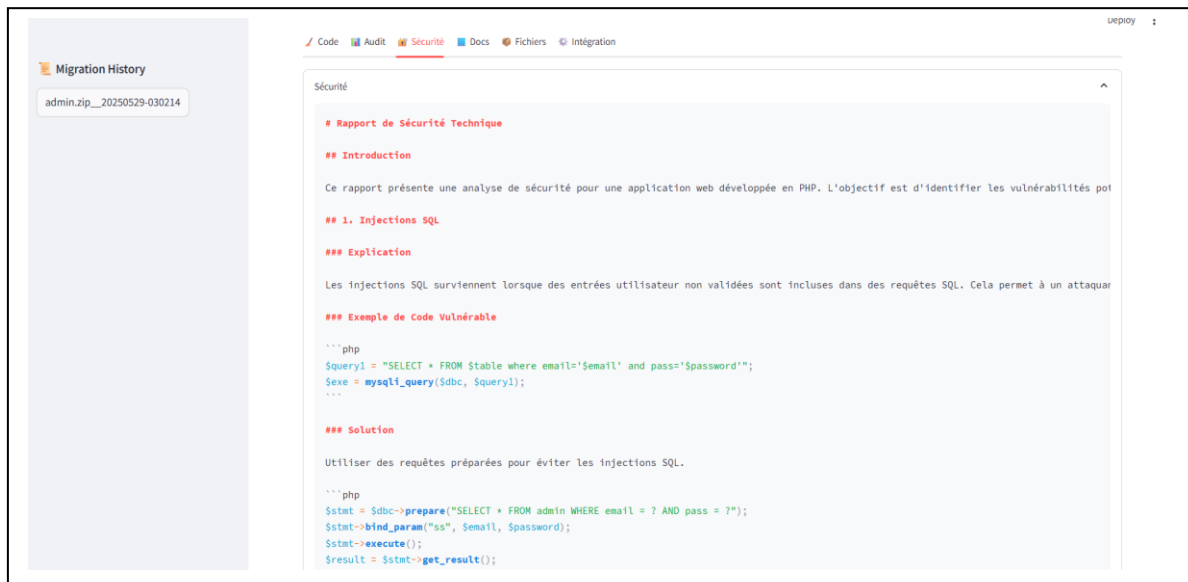 Deploy
Code Audit Sécurité Docs Fichiers Intégration
Migration History
admin.zip__20250529-030214
Sécurité
# Rapport de Sécurité Technique
## Introduction
Ce rapport présente une analyse de sécurité pour une application web développée en PHP. L'objectif est d'identifier les vulnérabilités
## 1. Injections SQL
### Explication
Les injections SQL surviennent lorsque des entrées utilisateur non validées sont incluses dans des requêtes SQL. Cela permet à un
### Exemple de Code Vulnérable
```php
$query1 = "SELECT * FROM $table where email='$email' and pass='$password'";
$exe = mysqli_query($dbc, $query1);
```
### Solution
Utiliser des requêtes préparées pour éviter les injections SQL.
```php
$stmt = $dbc->prepare("SELECT * FROM admin WHERE email = ? AND pass = ?");
$stmt->bind_param("ss", $email, $password);
$stmt->execute();
$result = $stmt->get_result();